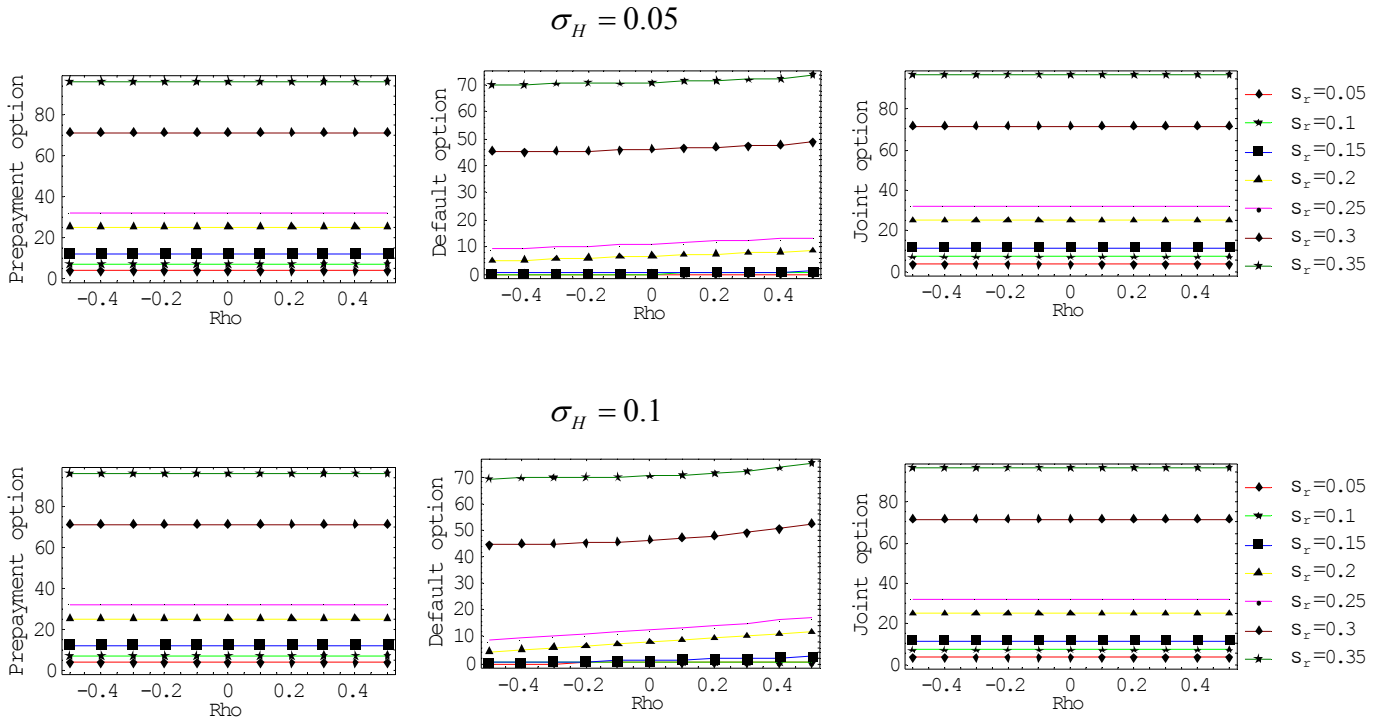 σ_H = 0.05
Prepayment option
80
60
40
20
0
−0.4 −0.2 0 0.2 0.4
Rho
Default option
70
60
50
40
30
20
10
0
−0.4 −0.2 0 0.2 0.4
Rho
Joint option
80
60
40
20
0
−0.4 −0.2 0 0.2 0.4
Rho
s_r=0.05
s_r=0.1
s_r=0.15
s_r=0.2
s_r=0.25
s_r=0.3
s_r=0.35
σ_H = 0.1
Prepayment option
80
60
40
20
0
−0.4 −0.2 0 0.2 0.4
Rho
Default option
70
60
50
40
30
20
10
0
−0.4 −0.2 0 0.2 0.4
Rho
Joint option
80
60
40
20
0
−0.4 −0.2 0 0.2 0.4
Rho
s_r=0.05
s_r=0.1
s_r=0.15
s_r=0.2
s_r=0.25
s_r=0.3
s_r=0.35